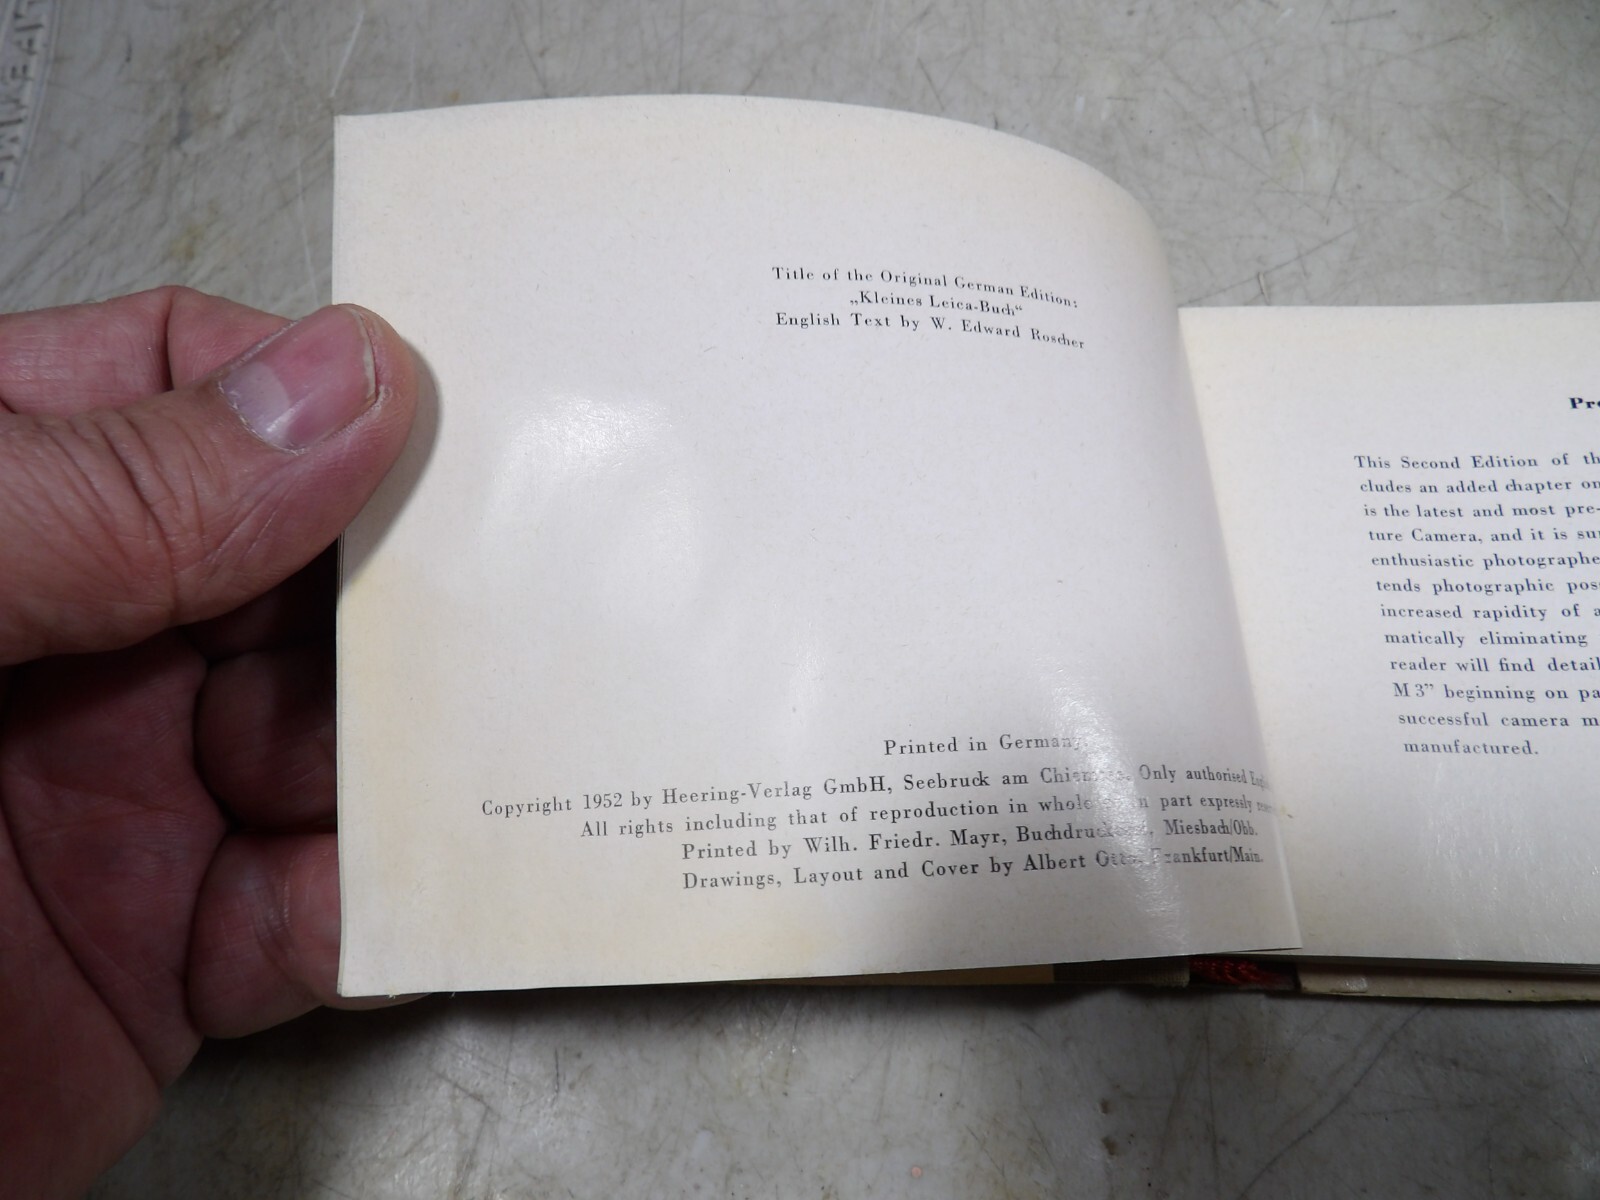 Title of the Original German Edition:
„Kleines Leica-Buch“
English Text by W. Edward Roscher
Printed in Germany.
Copyright 1952 by Heering-Verlag GmbH, Seebruck am Only authorised
All rights including that of reproduction in whole in part expressly
Printed by Wilh. Friedr. Mayr, Miesbach/Obb.
Drawings, Layout and Cover by Albert Frankfurt/Main.
This Second Edition of
cludes an added chapter on
is the latest and most pre-
ture Camera, and it is
enthusiastic
tends photographic
increased rapidity of
matically eliminating
reader will find
M 3” beginning on
successful camera
manufactured.